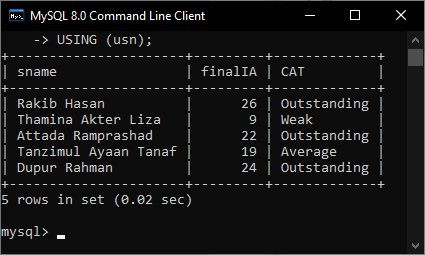 MySQL 8.0 Command Line Client
-> USING (usn);
+----------------------+---------+-------------+
| sname                | finalIA | CAT         |
+----------------------+---------+-------------+
| Rakib Hasan          |      26 | Outstanding |
| Thamina Akter Liza   |       9 | Weak        |
| Attada Ramprashad    |      22 | Outstanding |
| Tanzimul Ayaan Tanaf |      19 | Average     |
| Dupur Rahman         |      24 | Outstanding |
+----------------------+---------+-------------+
5 rows in set (0.02 sec)
mysql>